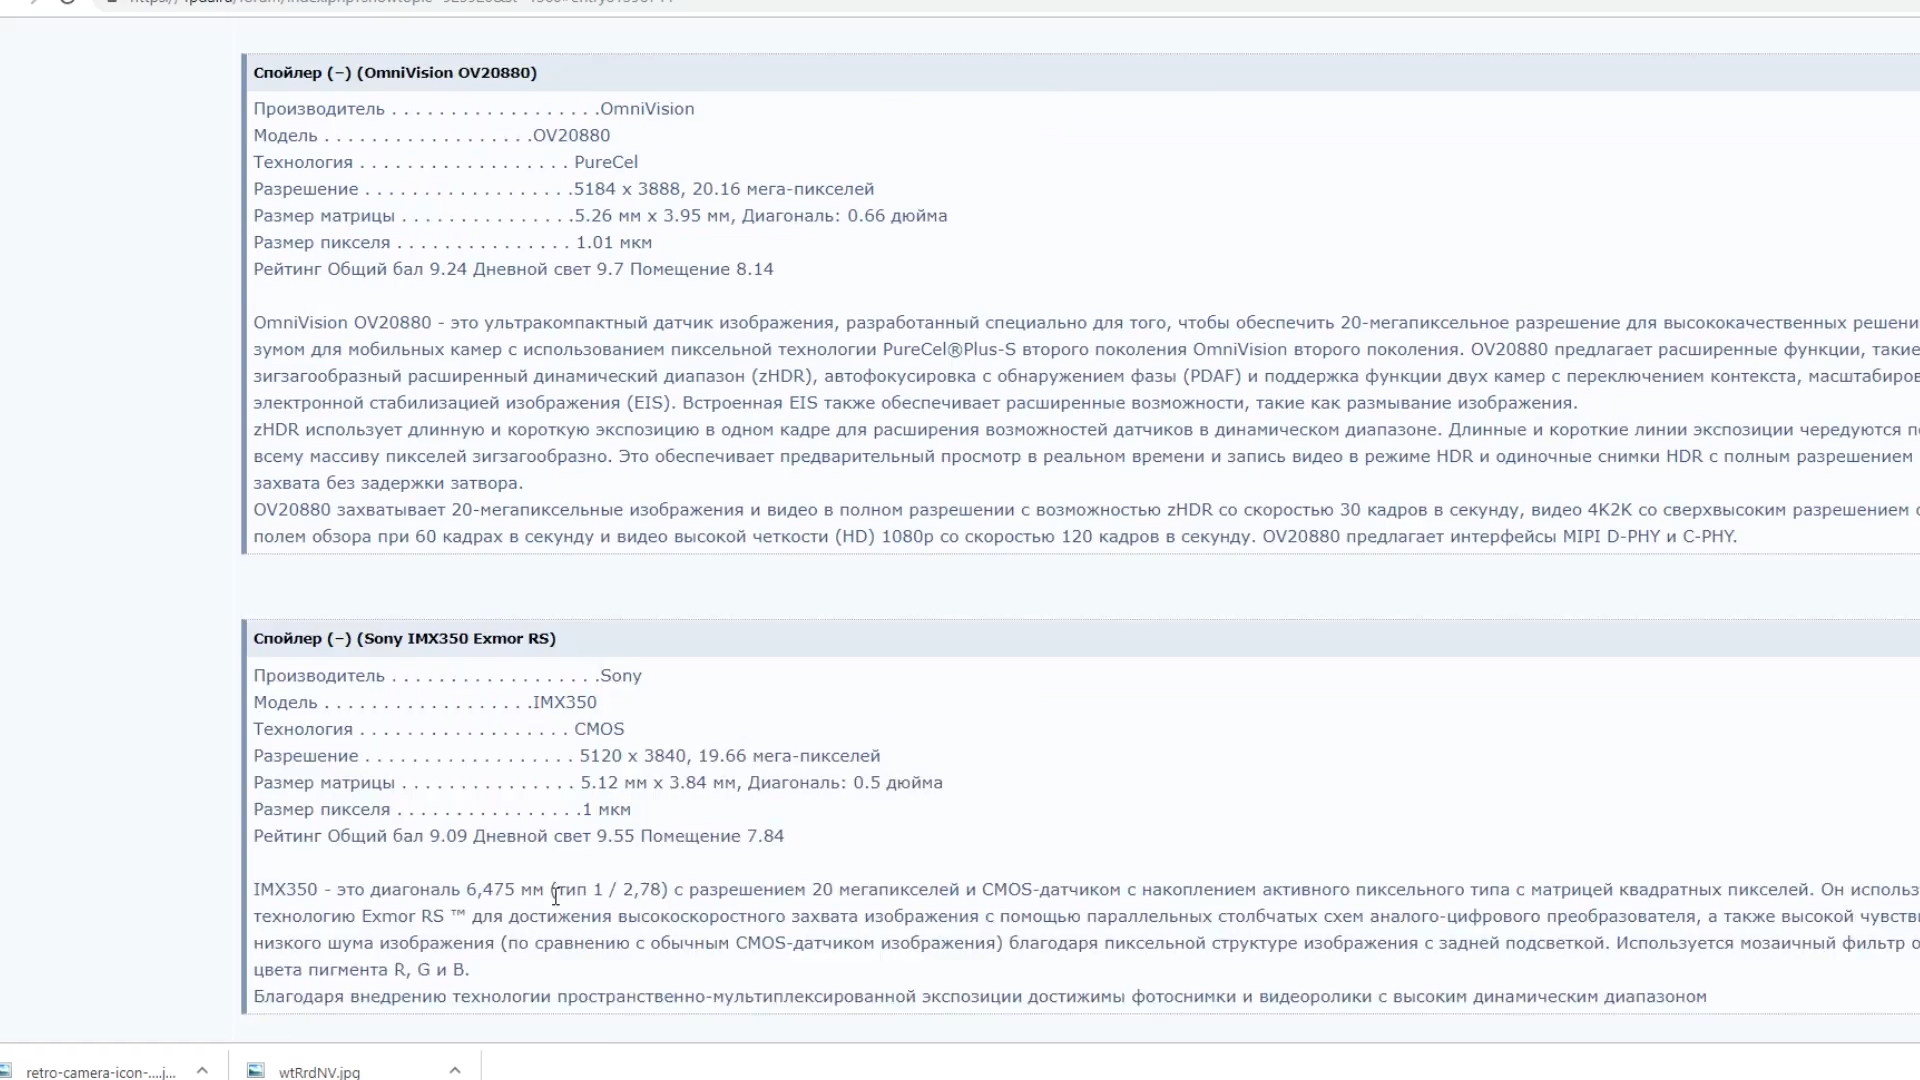 Спойлер (−) (OmniVision OV20880)
Производитель . . . . . . . . . . . . . . . . . .OmniVision
Модель . . . . . . . . . . . . . . . . . .OV20880
Технология . . . . . . . . . . . . . . . . . . PureCel
Разрешение . . . . . . . . . . . . . . . . . .5184 x 3888, 20.16 мега-пикселей
Размер матрицы . . . . . . . . . . . . . . .5.26 мм x 3.95 мм, Диагональ: 0.66 дюйма
Размер пикселя . . . . . . . . . . . . . . . 1.01 мкм
Рейтинг Общий бал 9.24 Дневной свет 9.7 Помещение 8.14
OmniVision OV20880 - это ультракомпактный датчик изображения, разработанный специально для того, чтобы обеспечить 20-мегапиксельное разрешение для высококачественных решени
зумом для мобильных камер с использованием пиксельной технологии PureCel®Plus-S второго поколения OmniVision второго поколения. OV20880 предлагает расширенные функции, такие
зигзагообразный расширенный динамический диапазон (zHDR), автофокусировка с обнаружением фазы (PDAF) и поддержка функции двух камер с переключением контекста, масштабиров
электронной стабилизацией изображения (EIS). Встроенная EIS также обеспечивает расширенные возможности, такие как размывание изображения.
zHDR использует длинную и короткую экспозицию в одном кадре для расширения возможностей датчиков в динамическом диапазоне. Длинные и короткие линии экспозиции чередуются п
всему массиву пикселей зигзагообразно. Это обеспечивает предварительный просмотр в реальном времени и запись видео в режиме HDR и одиночные снимки HDR с полным разрешением
захвата без задержки затвора.
OV20880 захватывает 20-мегапиксельные изображения и видео в полном разрешении с возможностью zHDR со скоростью 30 кадров в секунду, видео 4K2K со сверхвысоким разрешением с
полем обзора при 60 кадрах в секунду и видео высокой четкости (HD) 1080p со скоростью 120 кадров в секунду. OV20880 предлагает интерфейсы MIPI D-PHY и C-PHY.
Спойлер (−) (Sony IMX350 Exmor RS)
Производитель . . . . . . . . . . . . . . . . . .Sony
Модель . . . . . . . . . . . . . . . . . .IMX350
Технология . . . . . . . . . . . . . . . . . . CMOS
Разрешение . . . . . . . . . . . . . . . . . . 5120 x 3840, 19.66 мега-пикселей
Размер матрицы . . . . . . . . . . . . . . . 5.12 мм x 3.84 мм, Диагональ: 0.5 дюйма
Размер пикселя . . . . . . . . . . . . . . . .1 мкм
Рейтинг Общий бал 9.09 Дневной свет 9.55 Помещение 7.84
IMX350 - это диагональ 6,475 мм (тип 1 / 2,78) с разрешением 20 мегапикселей и CMOS-датчиком с накоплением активного пиксельного типа с матрицей квадратных пикселей. Он использ
технологию Exmor RS ™ для достижения высокоскоростного захвата изображения с помощью параллельных столбчатых схем аналого-цифрового преобразователя, а также высокой чувств
низкого шума изображения (по сравнению с обычным CMOS-датчиком изображения) благодаря пиксельной структуре изображения с задней подсветкой. Используется мозаичный фильтр о
цвета пигмента R, G и B.
Благодаря внедрению технологии пространственно-мультиплексированной экспозиции достижимы фотоснимки и видеоролики с высоким динамическим диапазоном
retro-camera-icon-....j...
wtRrdNV.jpg